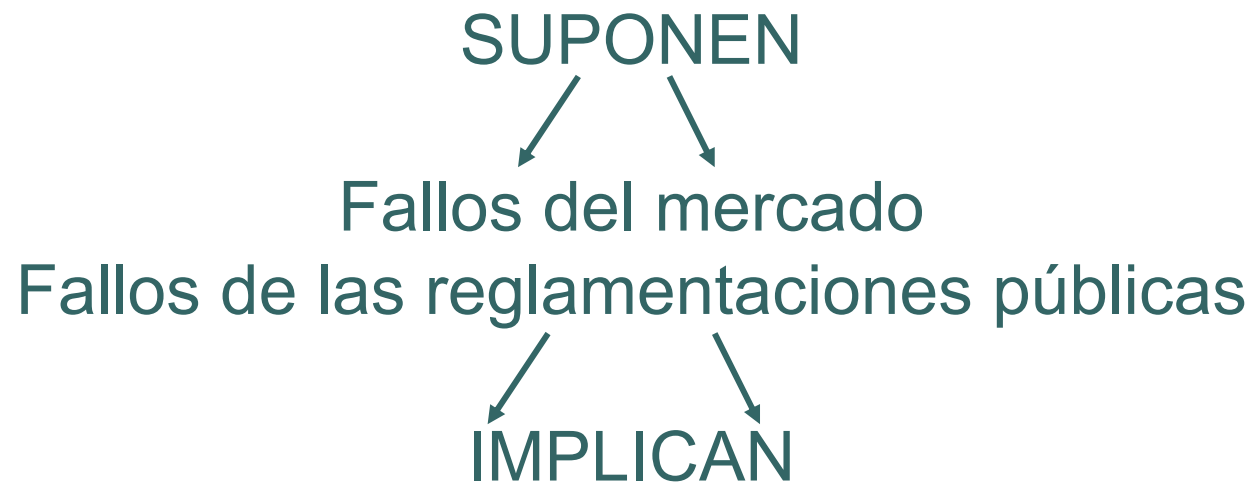 SUPONEN
Fallos del mercado
Fallos de las reglamentaciones públicas
IMPLICAN